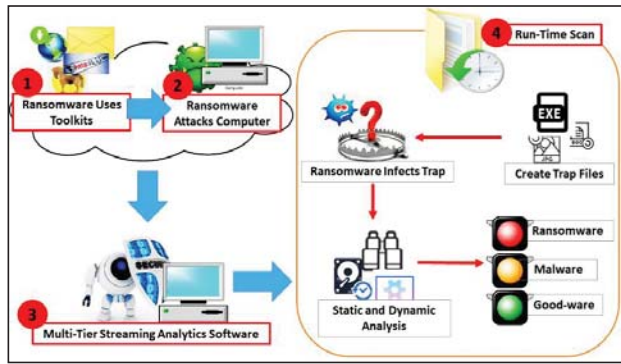 4
Run-Time Scan
1
Ransomware Uses
Toolkits
2
Ransomware
Attacks Computer
EXE
JPG
Ransomware Infects Trap
Create Trap Files
3
Multi-Tier Streaming Analytics Software
Static and Dynamic
Analysis
Ransomware
Malware
Good-ware